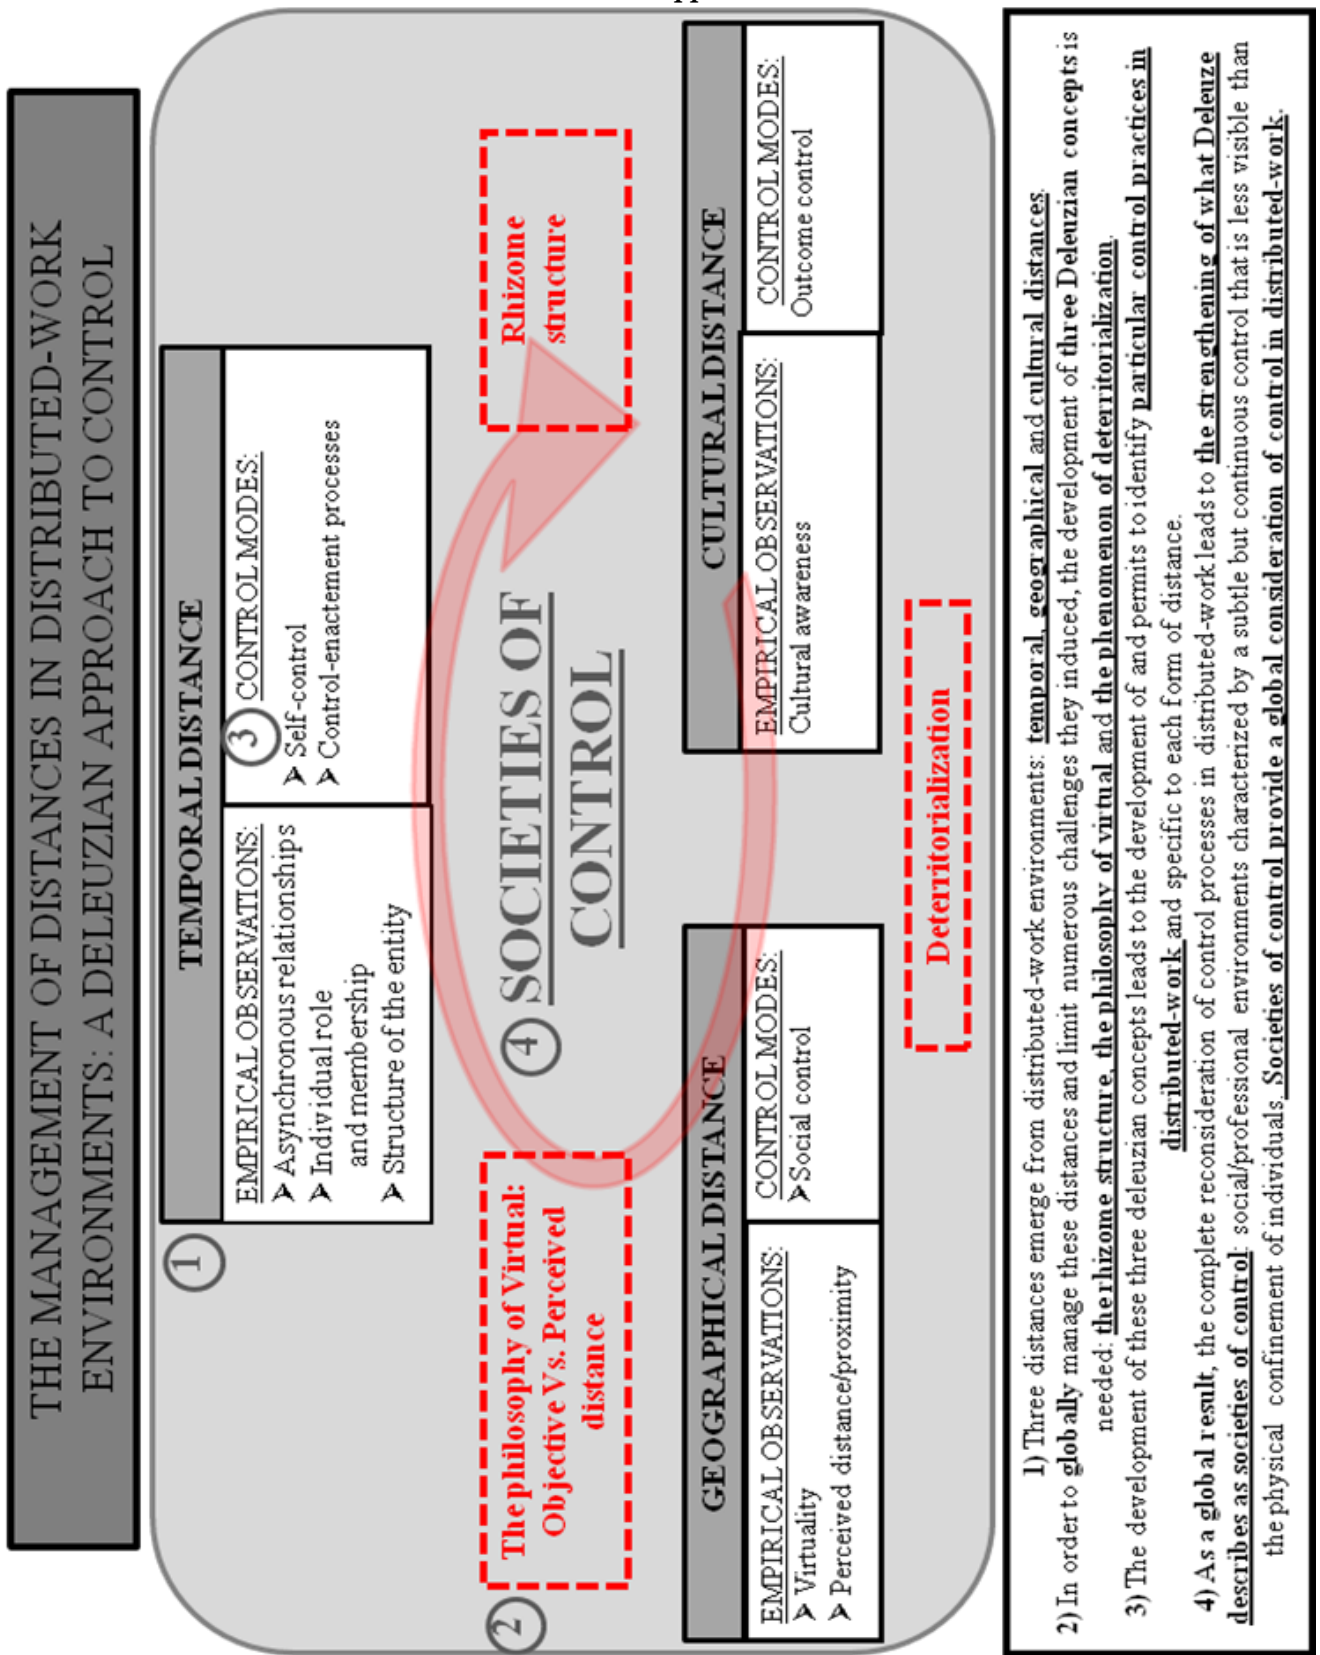 THE MANAGEMENT OF DISTANCES IN DISTRIBUTED-WORK
ENVIRONMENTS: A DELEUZIAN APPROACH TO CONTROL
1
TEMPORAL DISTANCE
EMPIRICAL OBSERVATIONS:
➢ Asynchronous relationships
➢ Individual role
and membership
➢ Structure of the entity
3 CONTROL MODES:
➢ Self-control
➢ Control-enactement processes
2
The philosophy of Virtual:
Objective Vs. Perceived
distance
Rhizome
structure
4 SOCIETIES OF
CONTROL
GEOGRAPHICAL DISTANCE
EMPIRICAL OBSERVATIONS:
➢ Virtuality
➢ Perceived distance/proximity
CONTROL MODES:
➢Social control
CULTURAL DISTANCE
EMPIRICAL OBSERVATIONS:
Cultural awareness
CONTROL MODES:
Outcome control
Deterritorialization
1) Three distances emerge from distributed-work environments: temporal, geographical and cultural distances.
2) In order to globally manage these distances and limit numerous challenges they induced, the development of three Deleuzian concepts is
needed: the rhizome structure, the philosophy of virtual and the phenomenon of deterritorialization.
3) The development of these three deleuzian concepts leads to the development of and permits to identify particular control practices in
distributed-work and specific to each form of distance.
4) As a global result, the complete reconsideration of control processes in distributed-work leads to the strengthening of what Deleuze
describes as societies of control: social/professional environments characterized by a subtle but continuous control that is less visible than
the physical confinement of individuals. Societies of control provide a global consideration of control in distributed-work.